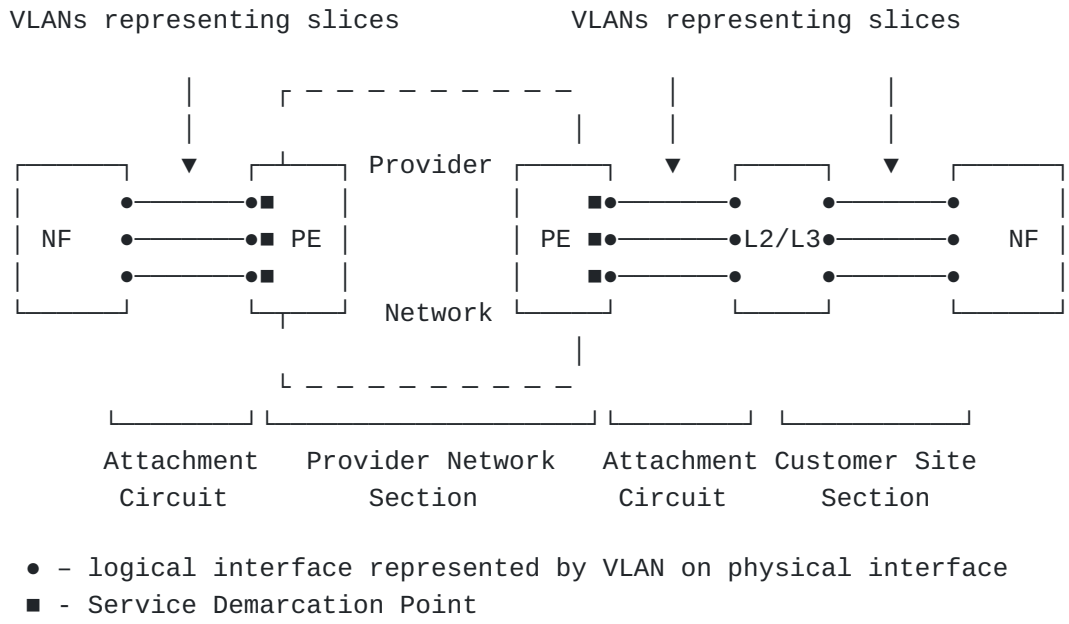 VLANs representing slices VLANs representing slices
Provider
NF PE PE L2/L3 NF
Network
Attachment Provider Network Attachment Customer Site
Circuit Section Circuit Section
● – logical interface represented by VLAN on physical interface
■ - Service Demarcation Point